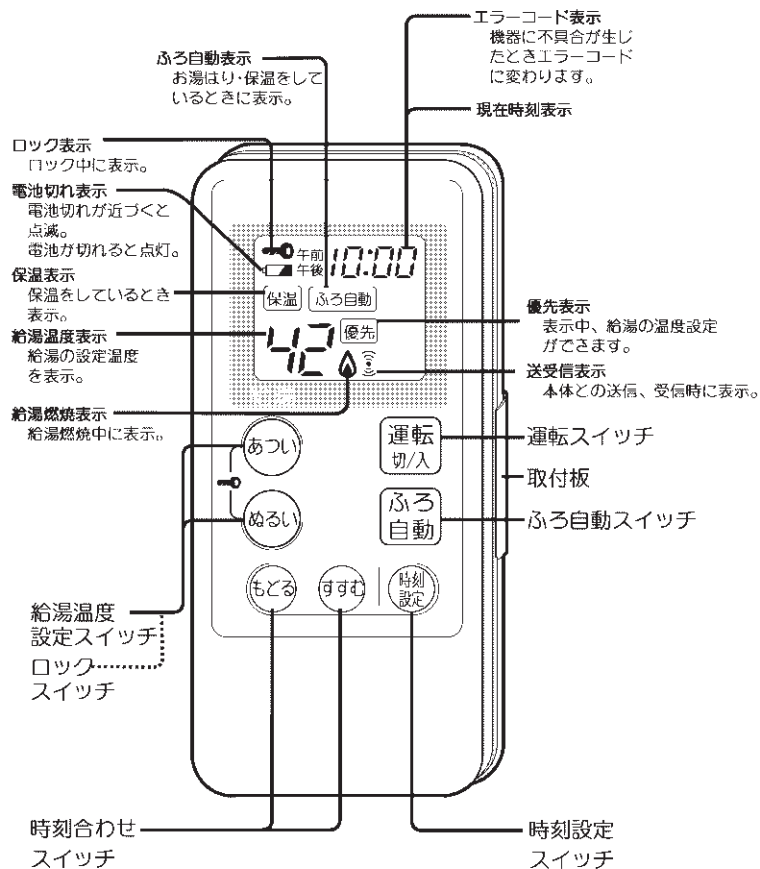 エラーコード表示
機器に不具合が生じ
たときエラーコード
に変わります。
現在時刻表示
ふろ自動表示
お湯はり・保温をして
いるときに表示。
ロック表示
ロック中に表示。
電池切れ表示
電池切れが近づくと
点滅。
電池が切れると点灯。
保温表示
保温をしているとき
表示。
給湯温度表示
給湯の設定温度
を表示。
給湯燃焼表示
給湯燃焼中に表示。
午前
午後
10:00
保温
ふろ自動
42
優先
優先表示
表示中、給湯の温度設定
ができます。
送受信表示
本体との送信、受信時に表示。
あつい
ぬるい
運転
切/入
ふろ
自動
もどる
すすむ
時刻
設定
運転スイッチ
取付板
ふろ自動スイッチ
給湯温度
設定スイッチ
ロック
スイッチ
時刻合わせ
スイッチ
時刻設定
スイッチ